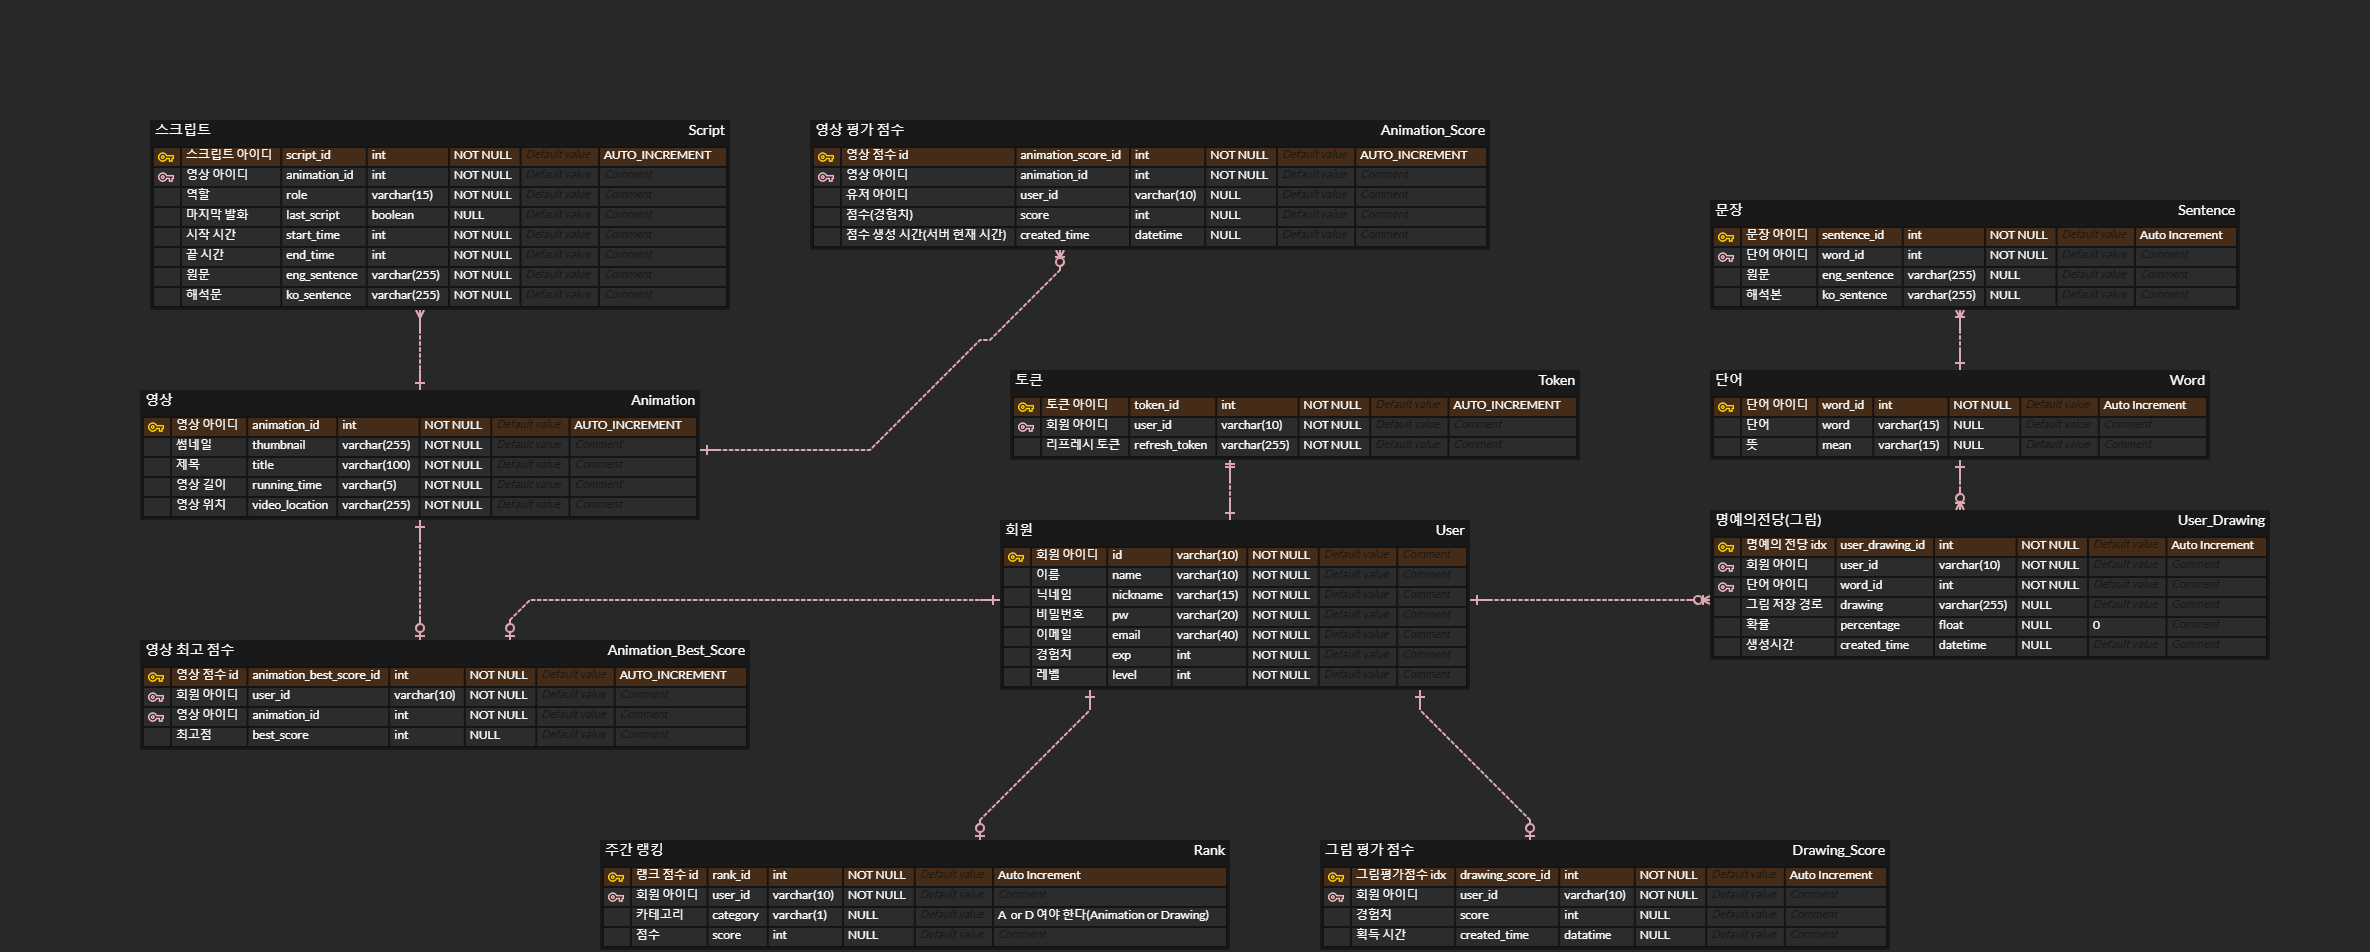 스크립트 Script
스크립트 아이디 script_id int NOT NULL Default value AUTO_INCREMENT
영상 아이디 animation_id int NOT NULL Default value Comment
역할 role varchar(15) NOT NULL Default value Comment
마지막 발화 last_script boolean NULL Default value Comment
시작 시간 start_time int NOT NULL Default value Comment
끝 시간 end_time int NOT NULL Default value Comment
원문 eng_sentence varchar(255) NOT NULL Default value Comment
해석문 ko_sentence varchar(255) NOT NULL Default value Comment
영상 평가 점수 Animation_Score
영상 점수 id animation_score_id int NOT NULL Default value AUTO_INCREMENT
영상 아이디 animation_id int NOT NULL Default value Comment
유저 아이디 user_id varchar(10) NULL Default value Comment
점수(경험치) score int NULL Default value Comment
점수 생성 시간(서버 현재 시간) created_time datetime NULL Default value Comment
문장 Sentence
문장 아이디 sentence_id int NOT NULL Default value Auto Increment
단어 아이디 word_id int NOT NULL Default value Comment
원문 eng_sentence varchar(255) NULL Default value Comment
해석본 ko_sentence varchar(255) NULL Default value Comment
영상 Animation
영상 아이디 animation_id int NOT NULL Default value AUTO_INCREMENT
썸네일 thumbnail varchar(255) NOT NULL Default value Comment
제목 title varchar(100) NOT NULL Default value Comment
영상 길이 running_time varchar(5) NOT NULL Default value Comment
영상 위치 video_location varchar(255) NOT NULL Default value Comment
토큰 Token
토큰 아이디 token_id int NOT NULL Default value AUTO_INCREMENT
회원 아이디 user_id varchar(10) NOT NULL Default value Comment
리프레시 토큰 refresh_token varchar(255) NOT NULL Default value Comment
단어 Word
단어 아이디 word_id int NOT NULL Default value Auto Increment
단어 word varchar(15) NULL Default value Comment
뜻 mean varchar(15) NULL Default value Comment
회원 User
회원 아이디 id varchar(10) NOT NULL Default value Comment
이름 name varchar(10) NOT NULL Default value Comment
닉네임 nickname varchar(15) NOT NULL Default value Comment
비밀번호 pw varchar(20) NOT NULL Default value Comment
이메일 email varchar(40) NOT NULL Default value Comment
경험치 exp int NOT NULL Default value Comment
레벨 level int NOT NULL Default value Comment
명예의전당(그림) User_Drawing
명예의 전당 idx user_drawing_id int NOT NULL Default value Auto Increment
회원 아이디 user_id varchar(10) NOT NULL Default value Comment
단어 아이디 word_id int NOT NULL Default value Comment
그림 저장 경로 drawing varchar(255) NULL Default value Comment
확률 percentage float NULL 0 Comment
생성시간 created_time datetime NULL Default value Comment
영상 최고 점수 Animation_Best_Score
영상 점수 id animation_best_score_id int NOT NULL Default value AUTO_INCREMENT
회원 아이디 user_id varchar(10) NOT NULL Default value Comment
영상 아이디 animation_id int NOT NULL Default value Comment
최고점 best_score int NULL Default value Comment
주간 랭킹 Rank
랭크 점수 id rank_id int NOT NULL Default value Auto Increment
회원 아이디 user_id varchar(10) NOT NULL Default value Comment
카테고리 category varchar(1) NULL Default value A or D 여야 한다(Animation or Drawing)
점수 score int NULL Default value Comment
그림 평가 점수 Drawing_Score
그림평가점수 idx drawing_score_id int NOT NULL Default value Auto Increment
회원 아이디 user_id varchar(10) NOT NULL Default value Comment
경험치 score int NULL Default value Comment
획득 시간 created_time datatime NULL Default value Comment